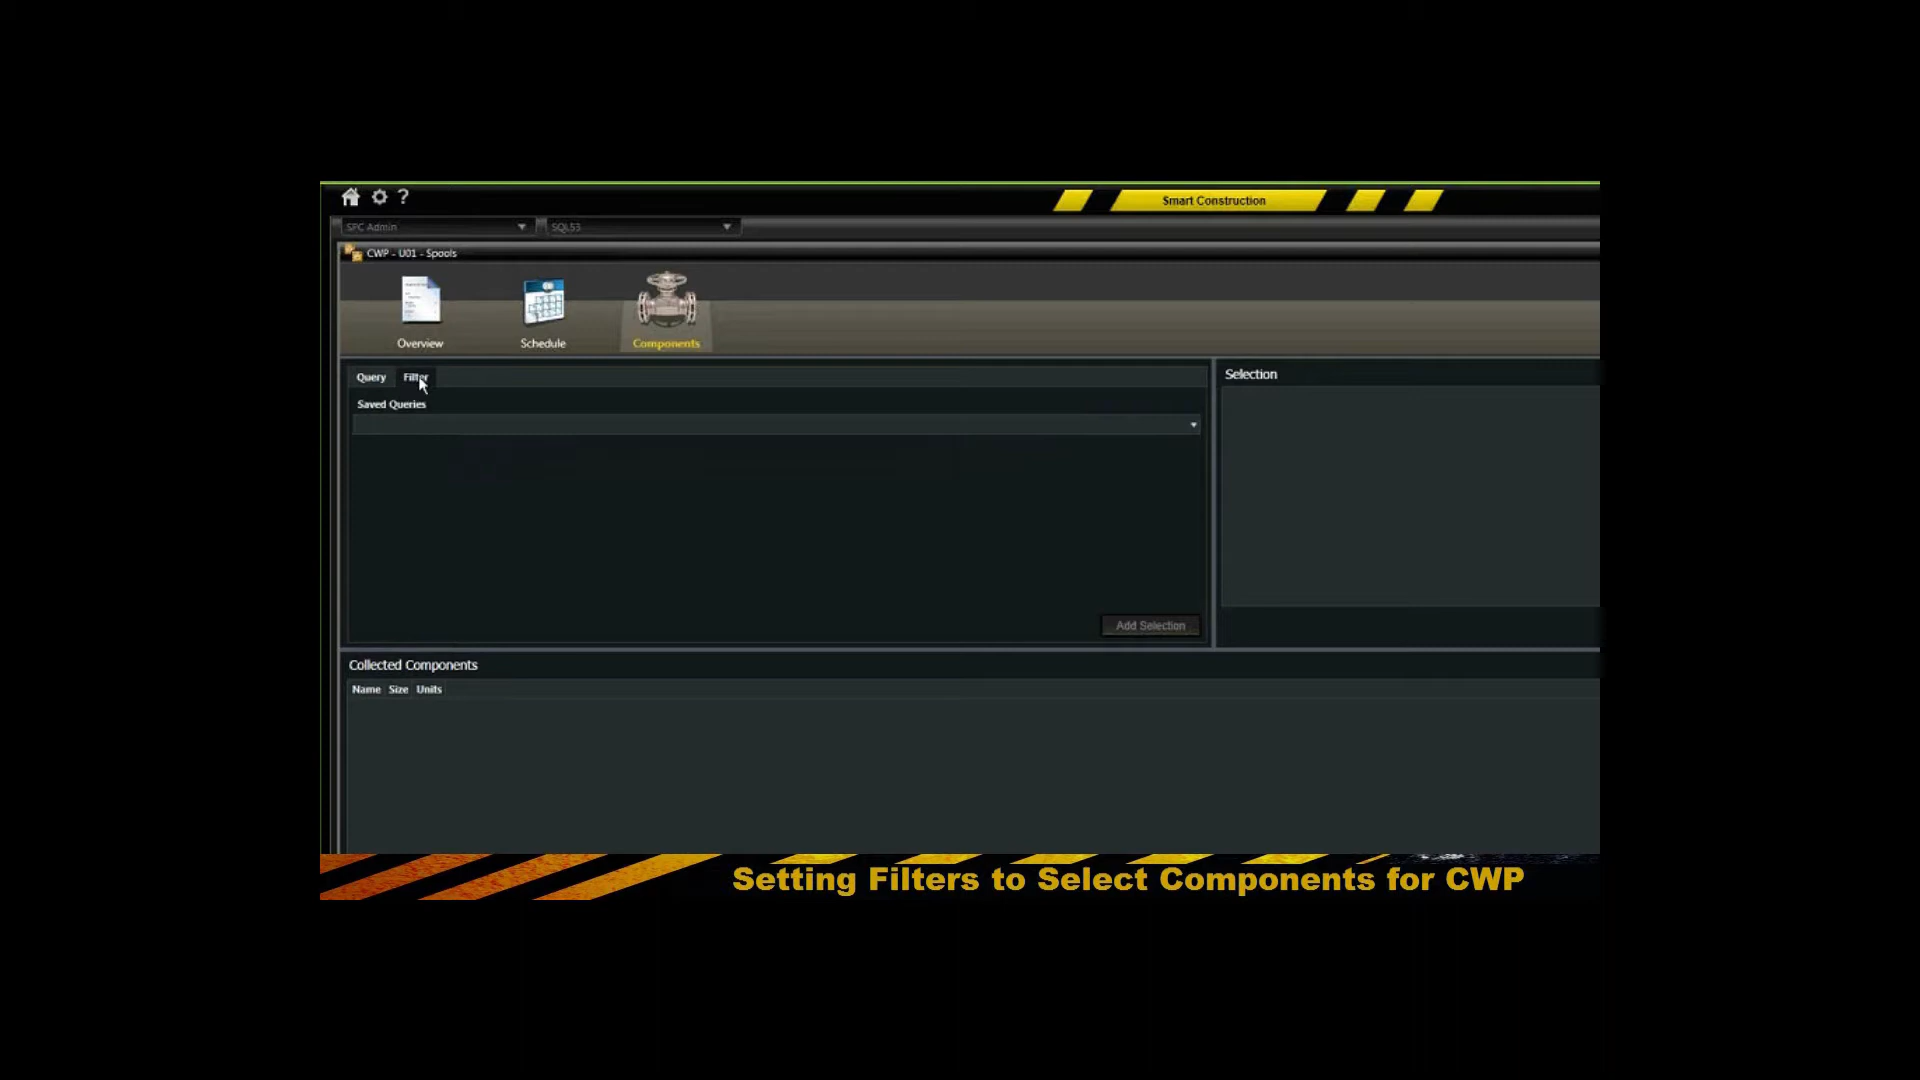 ?
Smart Construction
SPC Admin
SQL53
CWP - U01 - Spools
Overview
Schedule
Components
Query
Filter
Saved Queries
Add Selection
Selection
Collected Components
Name Size Units
Setting Filters to Select Components for CWP